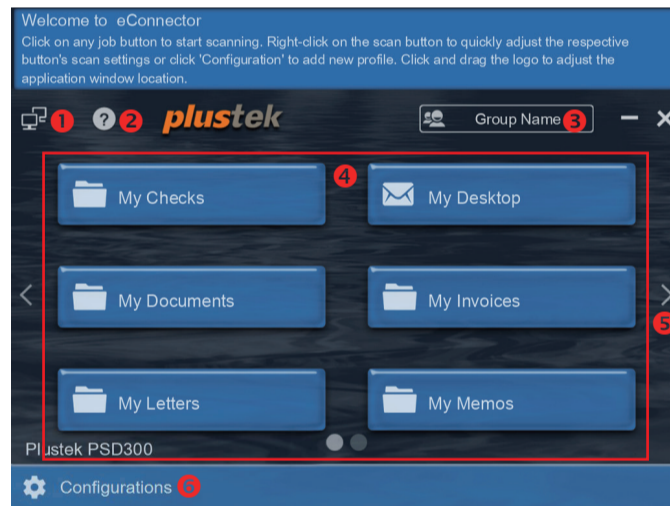 Welcome to eConnector
Click on any job button to start scanning. Right-click on the scan button to quickly adjust the respective
button's scan settings or click 'Configuration' to add new profile. Click and drag the logo to adjust the
application window location.
1 ? 2 plustek Group Name 3
4
My Checks My Desktop
My Documents My Invoices
5
My Letters My Memos
Plustek PSD300
Configurations 6